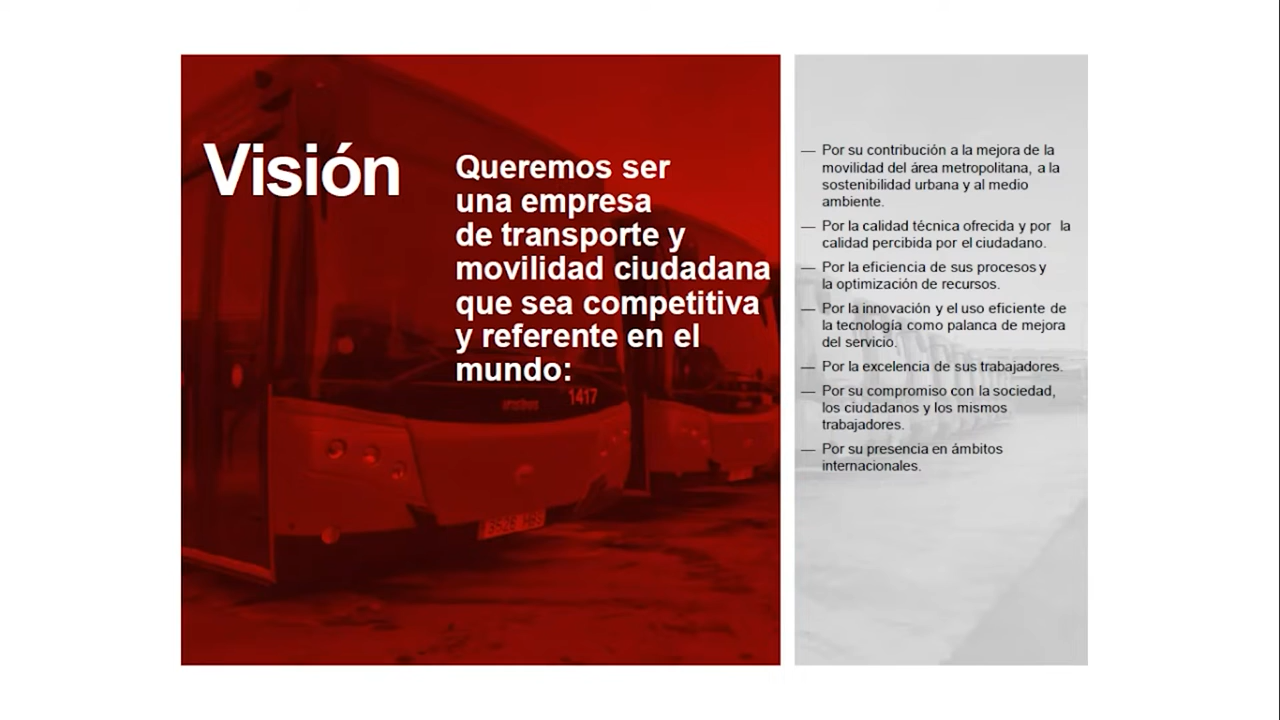 Visión
Queremos ser
una empresa
de transporte y
movilidad ciudadana
que sea competitiva
y referente en el
mundo:
1417
— Por su contribución a la mejora de la
movilidad del área metropolitana, a la
sostenibilidad urbana y al medio
ambiente.
— Por la calidad técnica ofrecida y por la
calidad percibida por el ciudadano.
— Por la eficiencia de sus procesos y
la optimización de recursos.
— Por la innovación y el uso eficiente de
la tecnología como palanca de mejora
del servicio.
— Por la excelencia de sus trabajadores.
— Por su compromiso con la sociedad,
los ciudadanos y los mismos
trabajadores.
— Por su presencia en ámbitos
internacionales.